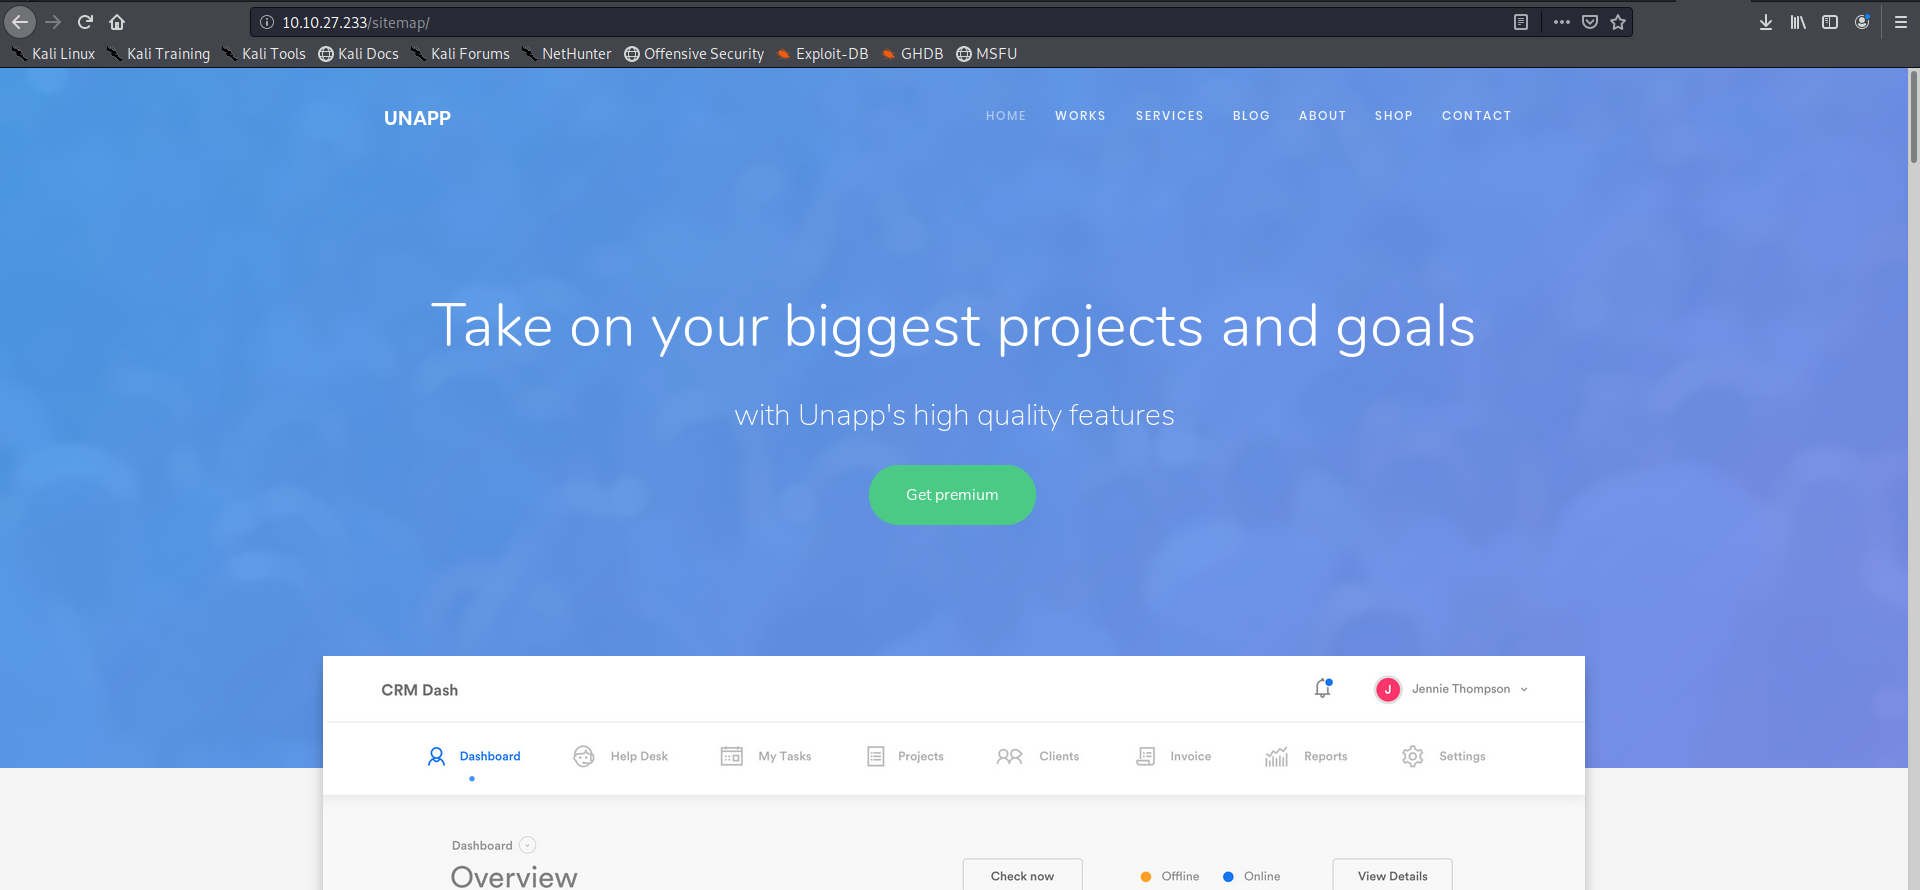 10.10.27.233/sitemap/
Kali Linux Kali Training Kali Tools Kali Docs Kali Forums NetHunter Offensive Security Exploit-DB GHDB MSFU
UNAPP HOME WORKS SERVICES BLOG ABOUT SHOP CONTACT
Take on your biggest projects and goals
with Unapp's high quality features
Get premium
CRM Dash J Jennie Thompson
Dashboard Help Desk My Tasks Projects Clients Invoice Reports Settings
Dashboard
Overview Check now Offline Online View Details